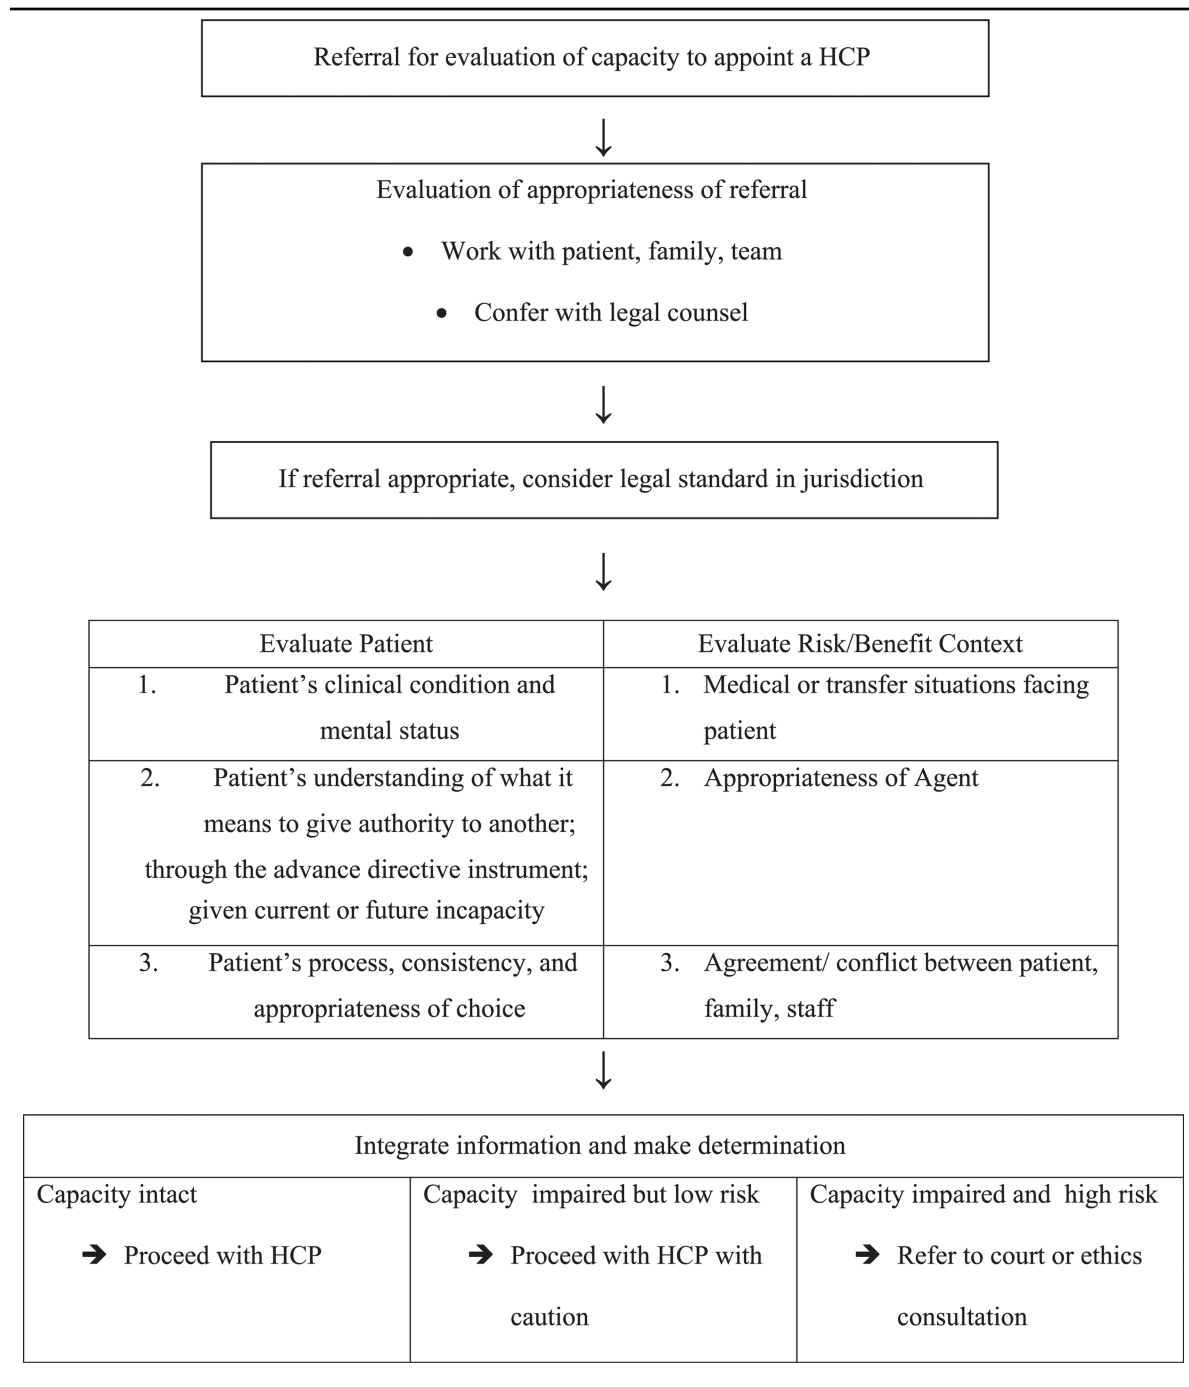 Referral for evaluation of capacity to appoint a HCP
↓
Evaluation of appropriateness of referral
• Work with patient, family, team
• Confer with legal counsel
↓
If referral appropriate, consider legal standard in jurisdiction
↓
Evaluate Patient
Evaluate Risk/Benefit Context
1. Patient’s clinical condition and
mental status
1. Medical or transfer situations facing
patient
2. Patient’s understanding of what it
means to give authority to another;
through the advance directive instrument;
given current or future incapacity
2. Appropriateness of Agent
3. Patient’s process, consistency, and
appropriateness of choice
3. Agreement/ conflict between patient,
family, staff
↓
Integrate information and make determination
Capacity intact
➔ Proceed with HCP
Capacity impaired but low risk
➔ Proceed with HCP with
caution
Capacity impaired and high risk
➔ Refer to court or ethics
consultation